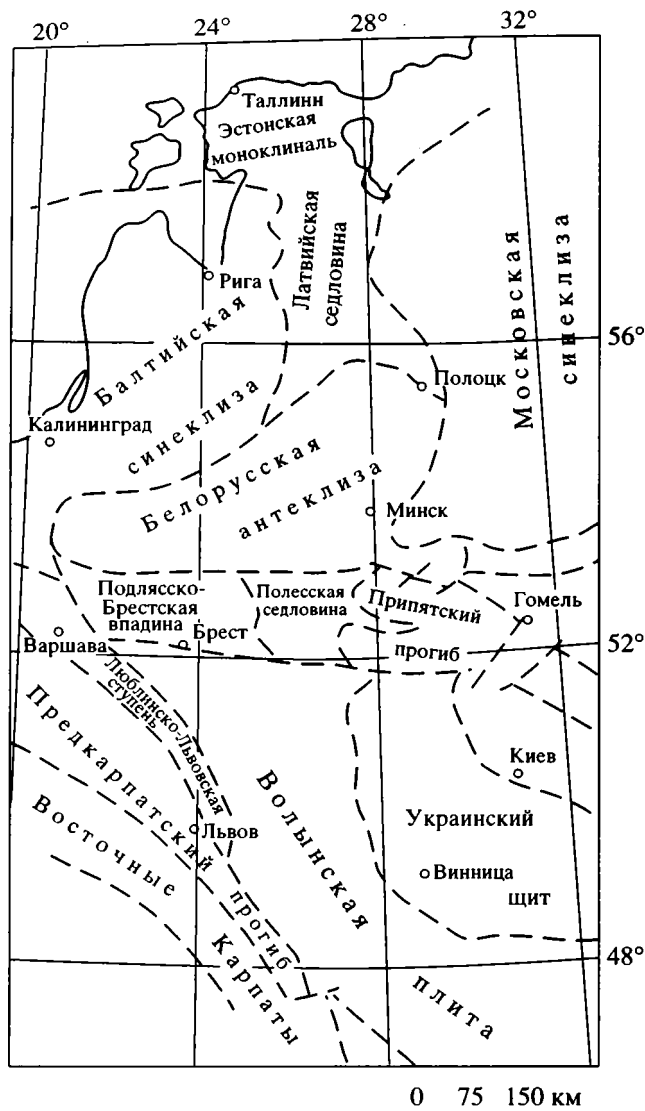 20° 24° 28° 32°
Таллинн
Эстонская
моноклиналь
Латвийская
седловина
Рига
Московская
синеклиза
56°
Балтийская
синеклиза
Полоцк
Калининград
Белорусская
антеклиза
Минск
Подлясско-
Брестская
впадина
Полесская
седловина
Припятский
прогиб
Гомель
Брест
Варшава
52°
Люблинско-Львовская
ступень
Предкарпатский
прогиб
Киев
Волынская
плита
Украинский
щит
Восточные
Карпаты
Львов
Винница
48°
0 75 150 км